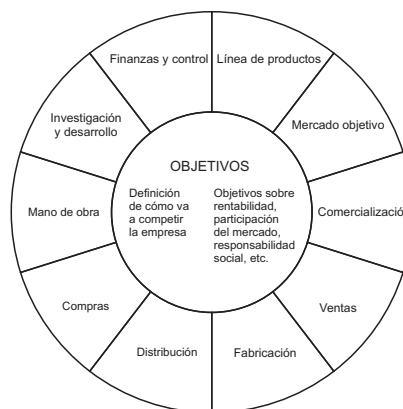 Finanzas y control
Línea de productos
Mercado objetivo
Comercializació
Ventas
Fabricación
Distribución
Compras
Mano de obra
Investigación
y desarrollo
OBJETIVOS
Definición
de cómo va
a competir
la empresa
Objetivos sobre
rentabilidad,
participación
del mercado,
responsabilidad
social, etc.